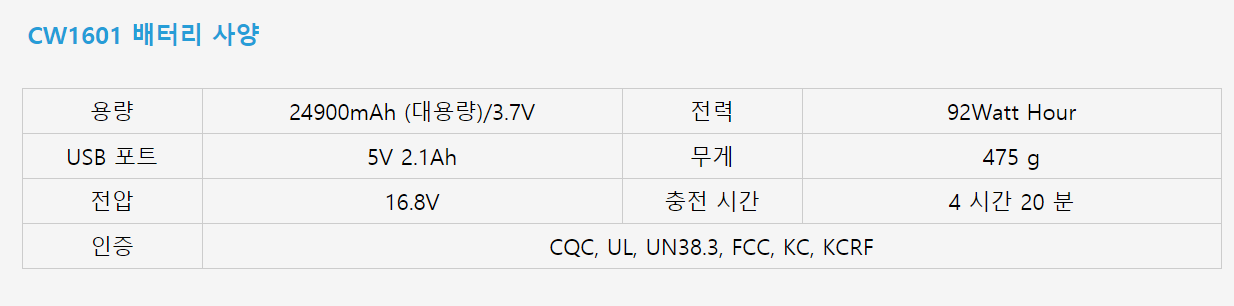 CW1601 배터리 사양
용량 24900mAh (대용량)/3.7V 전력 92Watt Hour
USB 포트 5V 2.1Ah 무게 475 g
전압 16.8V 충전 시간 4 시간 20 분
인증 CQC, UL, UN38.3, FCC, KC, KCRF